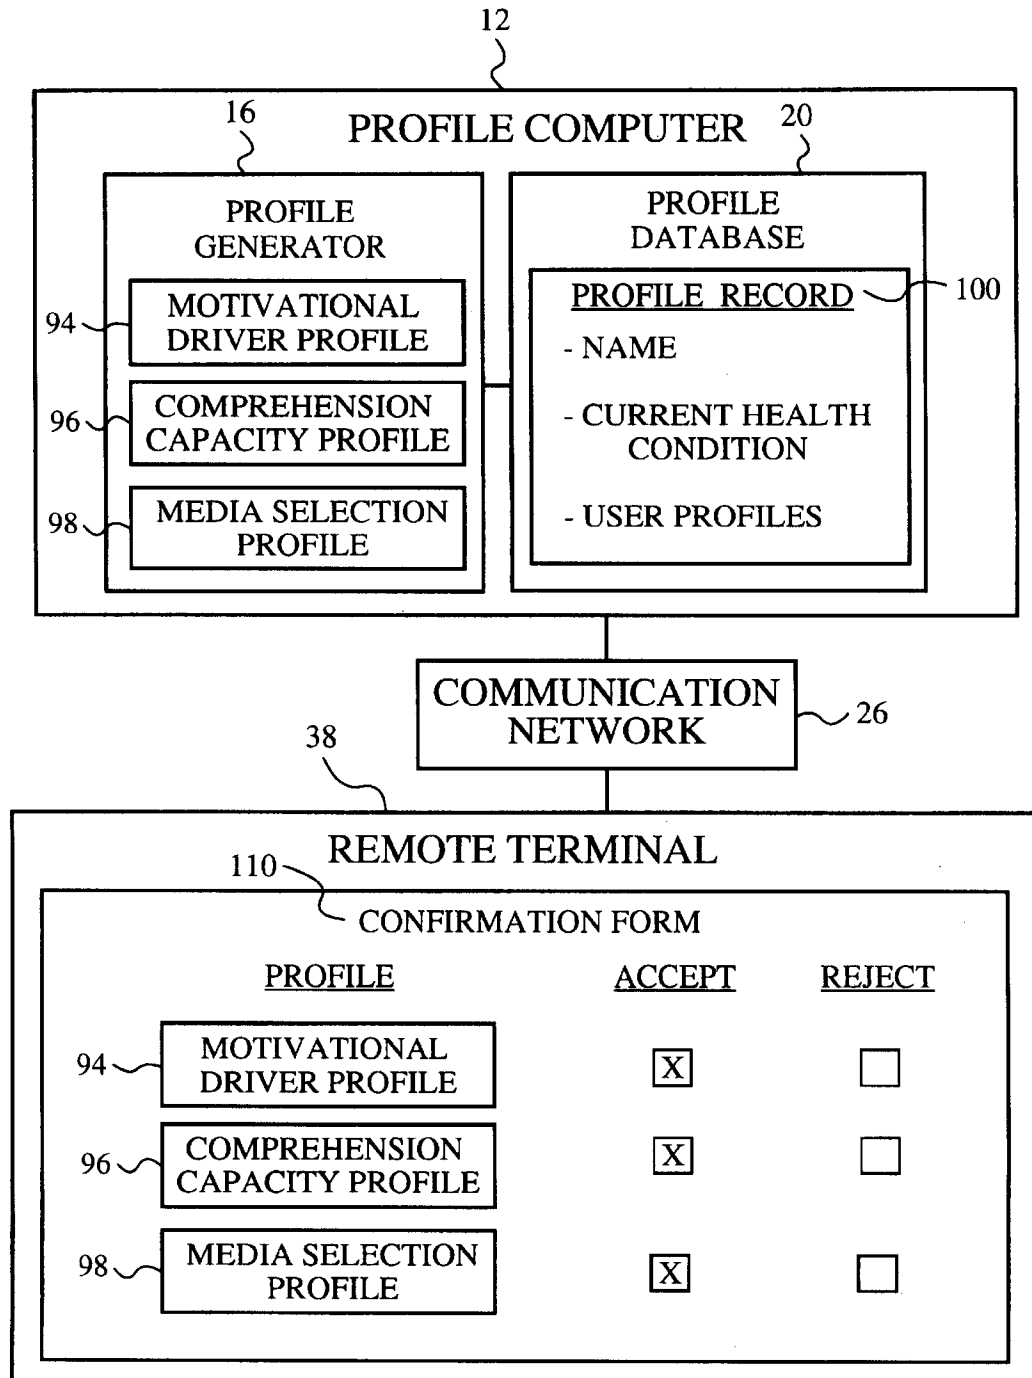 12
PROFILE COMPUTER
16
20
PROFILE
GENERATOR
94
MOTIVATIONAL
DRIVER PROFILE
96
COMPREHENSION
CAPACITY PROFILE
98
MEDIA SELECTION
PROFILE
PROFILE
DATABASE
PROFILE RECORD
100
- NAME
- CURRENT HEALTH
CONDITION
- USER PROFILES
COMMUNICATION
NETWORK
26
38
REMOTE TERMINAL
110
CONFIRMATION FORM
PROFILE ACCEPT REJECT
94
MOTIVATIONAL
DRIVER PROFILE
X
96
COMPREHENSION
CAPACITY PROFILE
X
98
MEDIA SELECTION
PROFILE
X